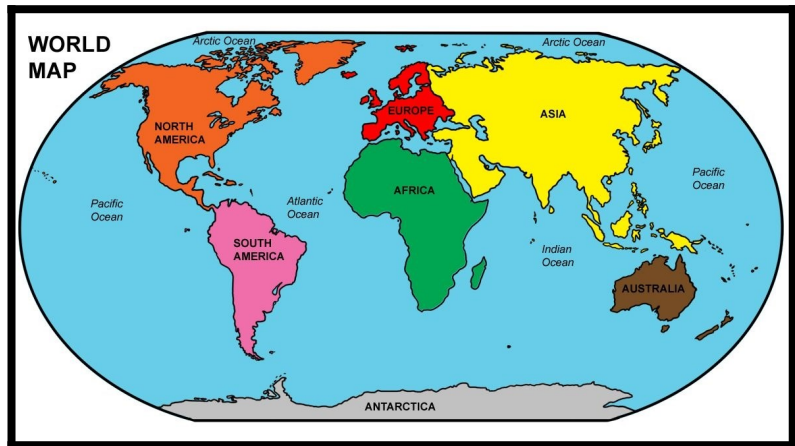 WORLD
MAP
Arctic Ocean
Arctic Ocean
NORTH
AMERICA
EUROPE
ASIA
Pacific
Ocean
Atlantic
Ocean
AFRICA
Pacific
Ocean
SOUTH
AMERICA
Indian
Ocean
AUSTRALIA
ANTARCTICA